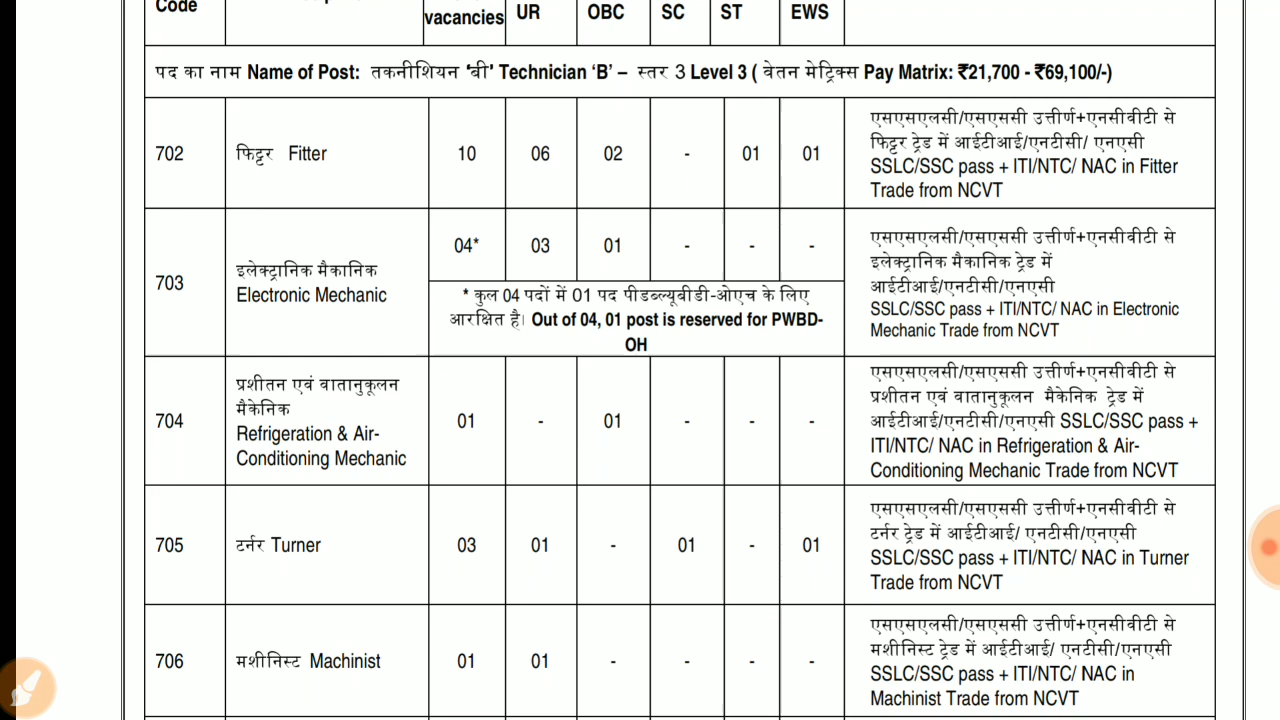 Code
vacancies UR OBC SC ST EWS
पद का नाम Name of Post: तकनीशियन 'बी' Technician ‘B’ – स्तर 3 Level 3 ( वेतन मेट्रिक्स Pay Matrix: ₹21,700 - ₹69,100/-)
702 फिट्टर Fitter 10 06 02 - 01 01
एसएसएलसी/एसएससी उत्तीर्ण+एनसीवीटी से
फिट्टर ट्रेड में आईटीआई/एनटीसी/ एनएसी
SSLC/SSC pass + ITI/NTC/ NAC in Fitter
Trade from NCVT
703
इलेक्ट्रानिक मैकानिक
Electronic Mechanic
04* 03 01 - - -
* कुल 04 पदों में 01 पद पीडब्ल्यूबीडी-ओएच के लिए
आरक्षित है। Out of 04, 01 post is reserved for PWBD-
OH
एसएसएलसी/एसएससी उत्तीर्ण+एनसीवीटी से
इलेक्ट्रानिक मैकानिक ट्रेड में
आईटीआई/एनटीसी/एनएसी
SSLC/SSC pass + ITI/NTC/ NAC in Electronic
Mechanic Trade from NCVT
704
प्रशीतन एवं वातानुकूलन
मैकेनिक
Refrigeration & Air-
Conditioning Mechanic
01 - 01 - - -
एसएसएलसी/एसएससी उत्तीर्ण+एनसीवीटी से
प्रशीतन एवं वातानुकूलन मैकेनिक ट्रेड में
आईटीआई/एनटीसी/एनएसी SSLC/SSC pass +
ITI/NTC/ NAC in Refrigeration & Air-
Conditioning Mechanic Trade from NCVT
705 टर्नर Turner 03 01 - 01 - 01
एसएसएलसी/एसएससी उत्तीर्ण+एनसीवीटी से
टर्नर ट्रेड में आईटीआई/ एनटीसी/एनएसी
SSLC/SSC pass + ITI/NTC/ NAC in Turner
Trade from NCVT
706 मशीनिस्ट Machinist 01 01 - - - -
एसएसएलसी/एसएससी उत्तीर्ण+एनसीवीटी से
मशीनिस्ट ट्रेड में आईटीआई/ एनटीसी/एनएसी
SSLC/SSC pass + ITI/NTC/ NAC in
Machinist Trade from NCVT